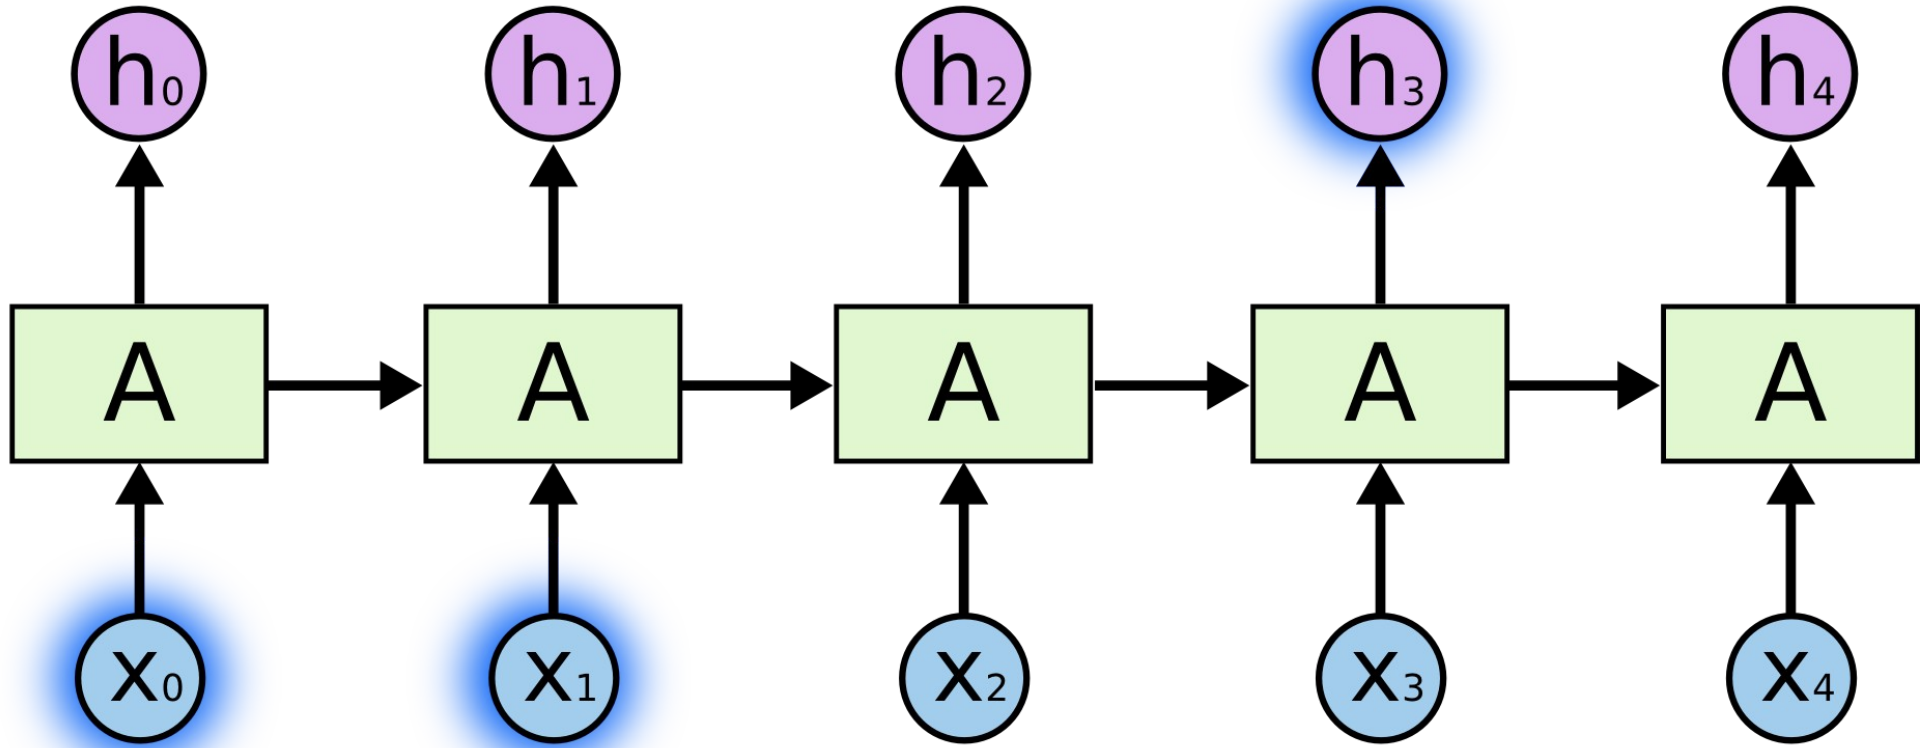 h₀ h₁ h₂ h₃ h₄
A A A A A
x₀ x₁ x₂ x₃ x₄